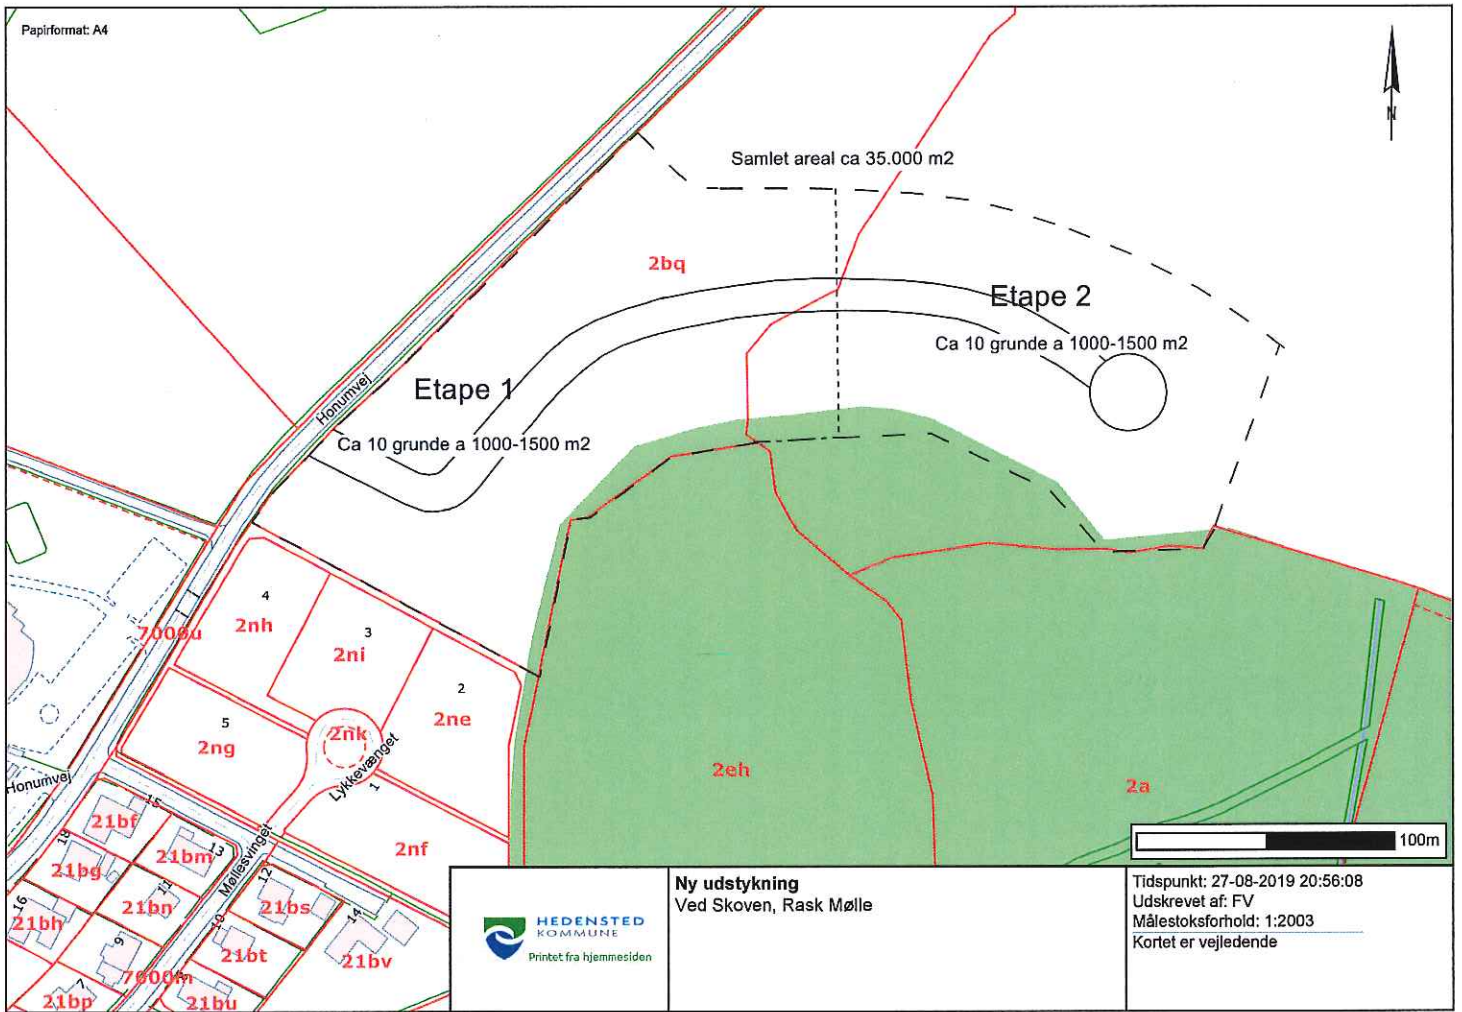 Papirformat: A4
N
Samlet areal ca 35.000 m2
2bq
Etape 2
Ca 10 grunde a 1000-1500 m2
Honumvej
Etape 1
Ca 10 grunde a 1000-1500 m2
4
2nh
3
2ni
7000u
2
2ne
5
2ng
2nk
Lykkevænget
1
2eh
2a
Honumvej
15
21bf
18
13
21bm
Møllesvinget
2nf
100m
21bg
11
12
16
21bn
21bs
14
21bh
10
9
21bt
21bv
7000m
7
8
21bp
21bu
HEDENSTED
KOMMUNE
Printet fra hjemmesiden
Ny udstykning
Ved Skoven, Rask Mølle
Tidspunkt: 27-08-2019 20:56:08
Udskrevet af: FV
Målestoksforhold: 1:2003
Kortet er vejledende